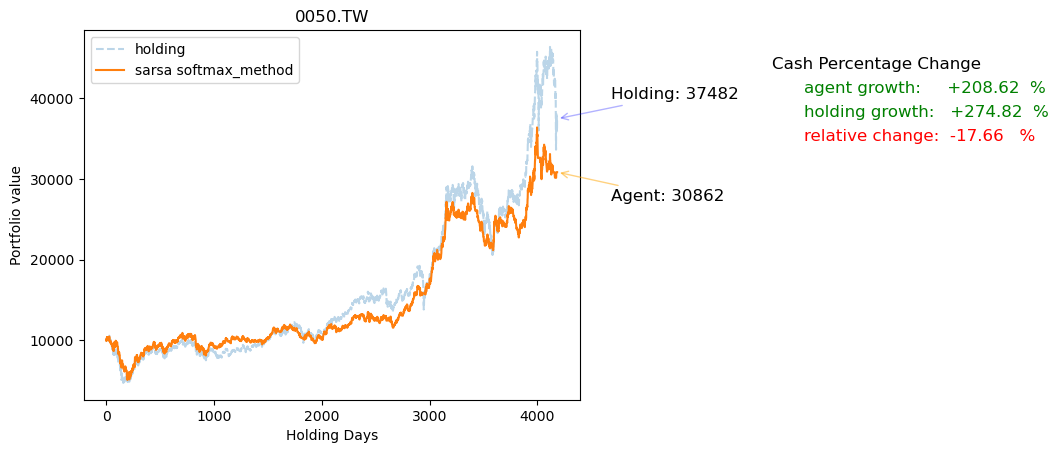 0050.TW
holding
sarsa softmax_method
Portfolio value
40000
30000
20000
10000
0
1000
2000
3000
4000
Holding Days
Holding: 37482
Agent: 30862
Cash Percentage Change
agent growth: +208.62 %
holding growth: +274.82 %
relative change: -17.66 %